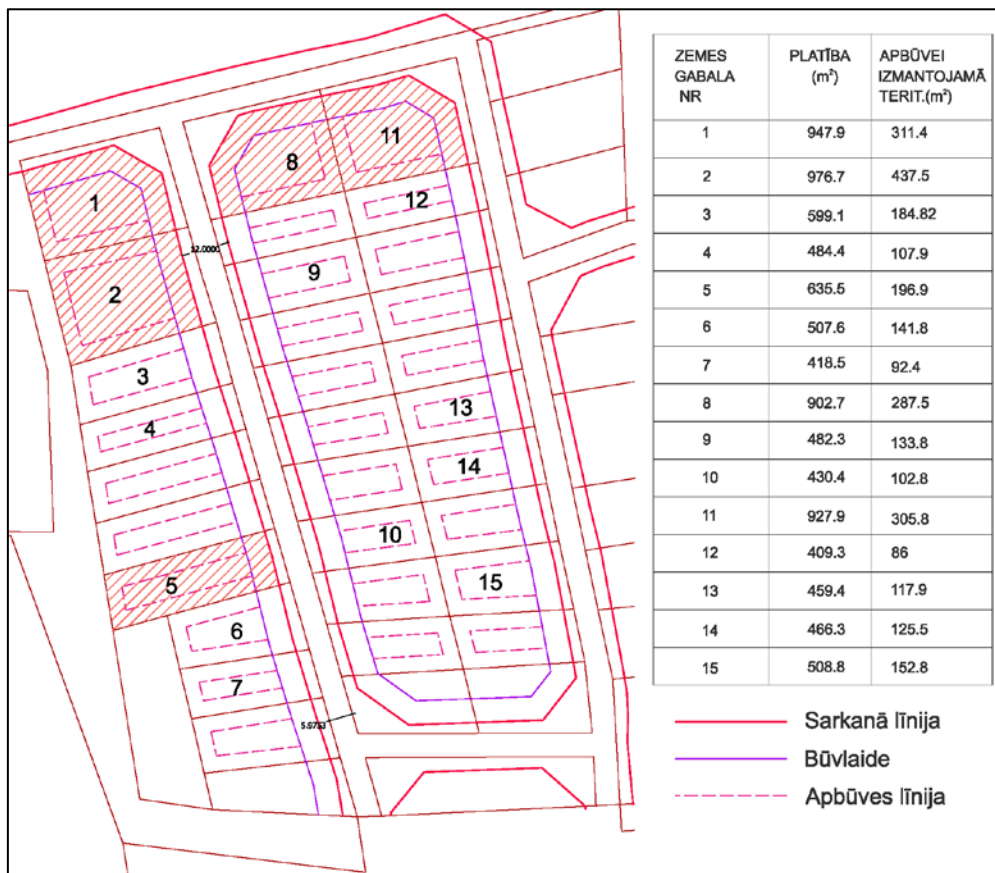 1
2
3
4
5
6
7
8
11
12
9
13
14
10
15
12.0000
ZEMES GABALA NR PLATĪBA (m²) APBŪVEI IZMANTOJAMĀ TERIT.(m²)
1 947.9 311.4
2 976.7 437.5
3 599.1 184.82
4 484.4 107.9
5 635.5 196.9
6 507.6 141.8
7 418.5 92.4
8 902.7 287.5
9 482.3 133.8
10 430.4 102.8
11 927.9 305.8
12 409.3 86
13 459.4 117.9
14 466.3 125.5
15 508.8 152.8
Sarkanā līnija
Būvlaide
Apbūves līnija